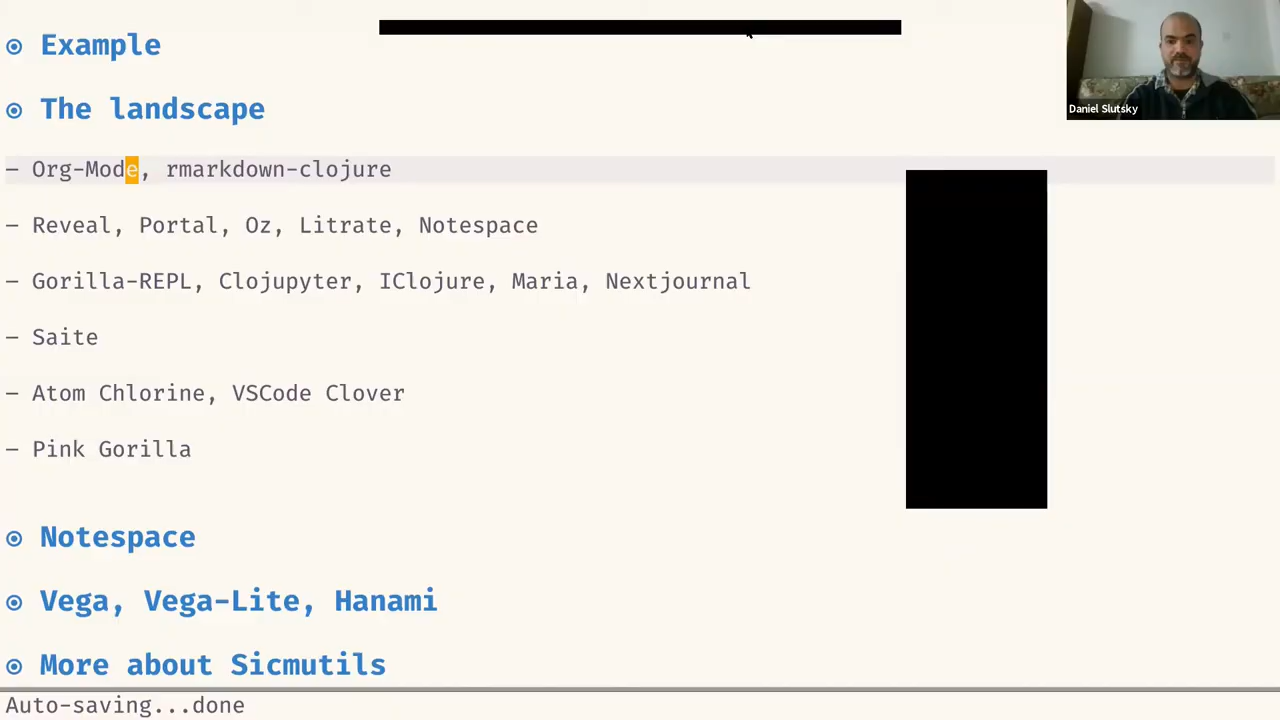 Example
The landscape
– Org-Mode, rmarkdown-clojure
– Reveal, Portal, Oz, Litrate, Notespace
– Gorilla-REPL, Clojupyter, IClojure, Maria, Nextjournal
– Saite
– Atom Chlorine, VSCode Clover
– Pink Gorilla
Notespace
Vega, Vega-Lite, Hanami
More about Sicmutils
Auto-saving...done
Daniel Slutsky